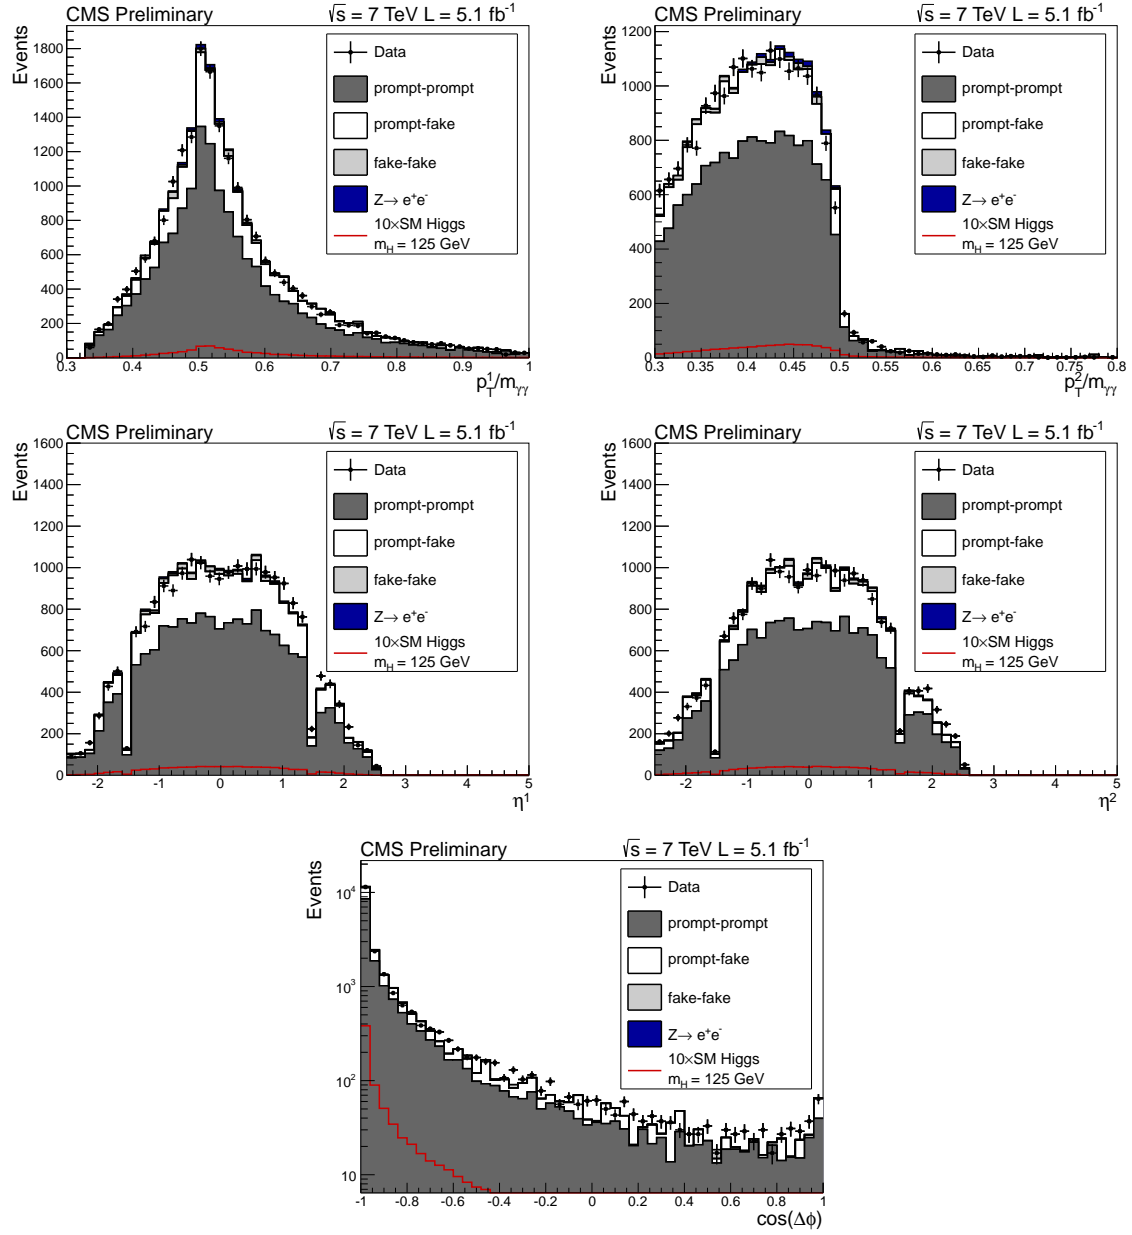 CMS Preliminary
√s = 7 TeV L = 5.1 fb⁻¹
Events
Data
prompt-prompt
prompt-fake
fake-fake
Z→ e⁺e⁻
10×SM Higgs
m_H = 125 GeV
0 200 400 600 800 1000 1200 1400 1600 1800
0.3 0.4 0.5 0.6 0.7 0.8 0.9 1
p_T^1/m_γγ
CMS Preliminary
√s = 7 TeV L = 5.1 fb⁻¹
Events
Data
prompt-prompt
prompt-fake
fake-fake
Z→ e⁺e⁻
10×SM Higgs
m_H = 125 GeV
0 200 400 600 800 1000 1200
0.3 0.35 0.4 0.45 0.5 0.55 0.6 0.65 0.7 0.75 0.8
p_T^2/m_γγ
CMS Preliminary
√s = 7 TeV L = 5.1 fb⁻¹
Events
Data
prompt-prompt
prompt-fake
fake-fake
Z→ e⁺e⁻
10×SM Higgs
m_H = 125 GeV
0 200 400 600 800 1000 1200 1400 1600
-2 -1 0 1 2 3 4 5
η¹
CMS Preliminary
√s = 7 TeV L = 5.1 fb⁻¹
Events
Data
prompt-prompt
prompt-fake
fake-fake
Z→ e⁺e⁻
10×SM Higgs
m_H = 125 GeV
0 200 400 600 800 1000 1200 1400 1600
-2 -1 0 1 2 3 4 5
η²
CMS Preliminary
√s = 7 TeV L = 5.1 fb⁻¹
Events
Data
prompt-prompt
prompt-fake
fake-fake
Z→ e⁺e⁻
10×SM Higgs
m_H = 125 GeV
10 10² 10³ 10⁴
-1 -0.8 -0.6 -0.4 -0.2 0 0.2 0.4 0.6 0.8 1
cos(Δϕ)